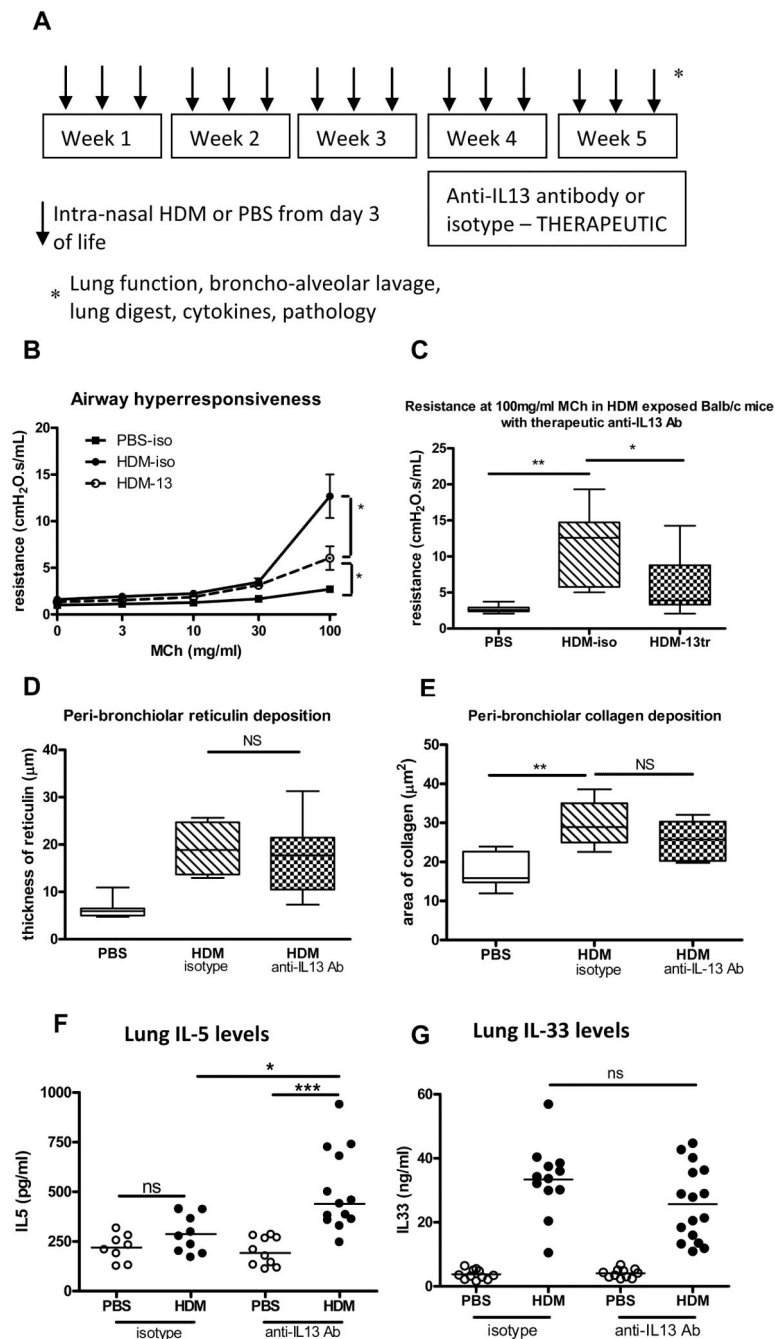 A
*
Week 1
Week 2
Week 3
Week 4
Week 5
Intra-nasal HDM or PBS from day 3
of life
Anti-IL13 antibody or
isotype – THERAPEUTIC
* Lung function, broncho-alveolar lavage,
lung digest, cytokines, pathology
B
Airway hyperresponsiveness
resistance (cmH₂O.s/mL)
20
15
10
5
0
PBS-iso
HDM-iso
HDM-13
*
*
0
3
10
30
100
MCh (mg/ml)
C
Resistance at 100mg/ml MCh in HDM exposed Balb/c mice
with therapeutic anti-IL13 Ab
resistance (cmH₂O.s/mL)
25
20
15
10
5
0
**
*
PBS
HDM-iso
HDM-13tr
D
Peri-bronchiolar reticulin deposition
thickness of reticulin (μm)
40
30
20
10
0
NS
PBS
HDM
isotype
HDM
anti-IL13 Ab
E
Peri-bronchiolar collagen deposition
area of collagen (μm²)
50
40
30
20
10
0
**
NS
PBS
HDM
isotype
HDM
anti-IL-13 Ab
F
Lung IL-5 levels
IL5 (pg/ml)
1000
750
500
250
0
ns
*
***
PBS
HDM
PBS
HDM
isotype
anti-IL13 Ab
G
Lung IL-33 levels
IL33 (ng/ml)
60
40
20
0
ns
PBS
HDM
PBS
HDM
isotype
anti-IL13 Ab